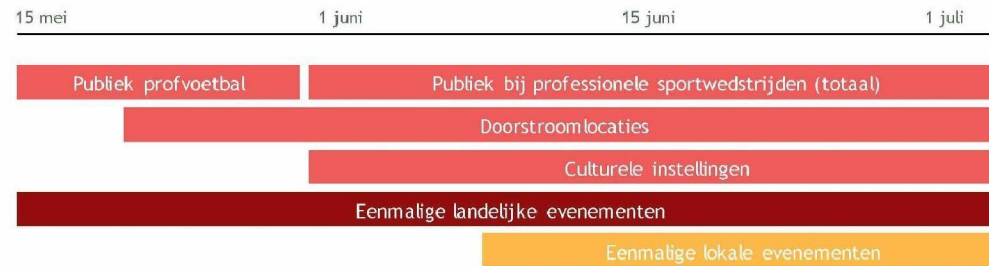 15 mei 1 juni 15 juni 1 juli
Publiek profvoetbal Publiek bij professionele sportwedstrijden (totaal)
Doorstroomlocaties
Culturele instellingen
Eenmalige landelijke evenementen
Eenmalige lokale evenementen